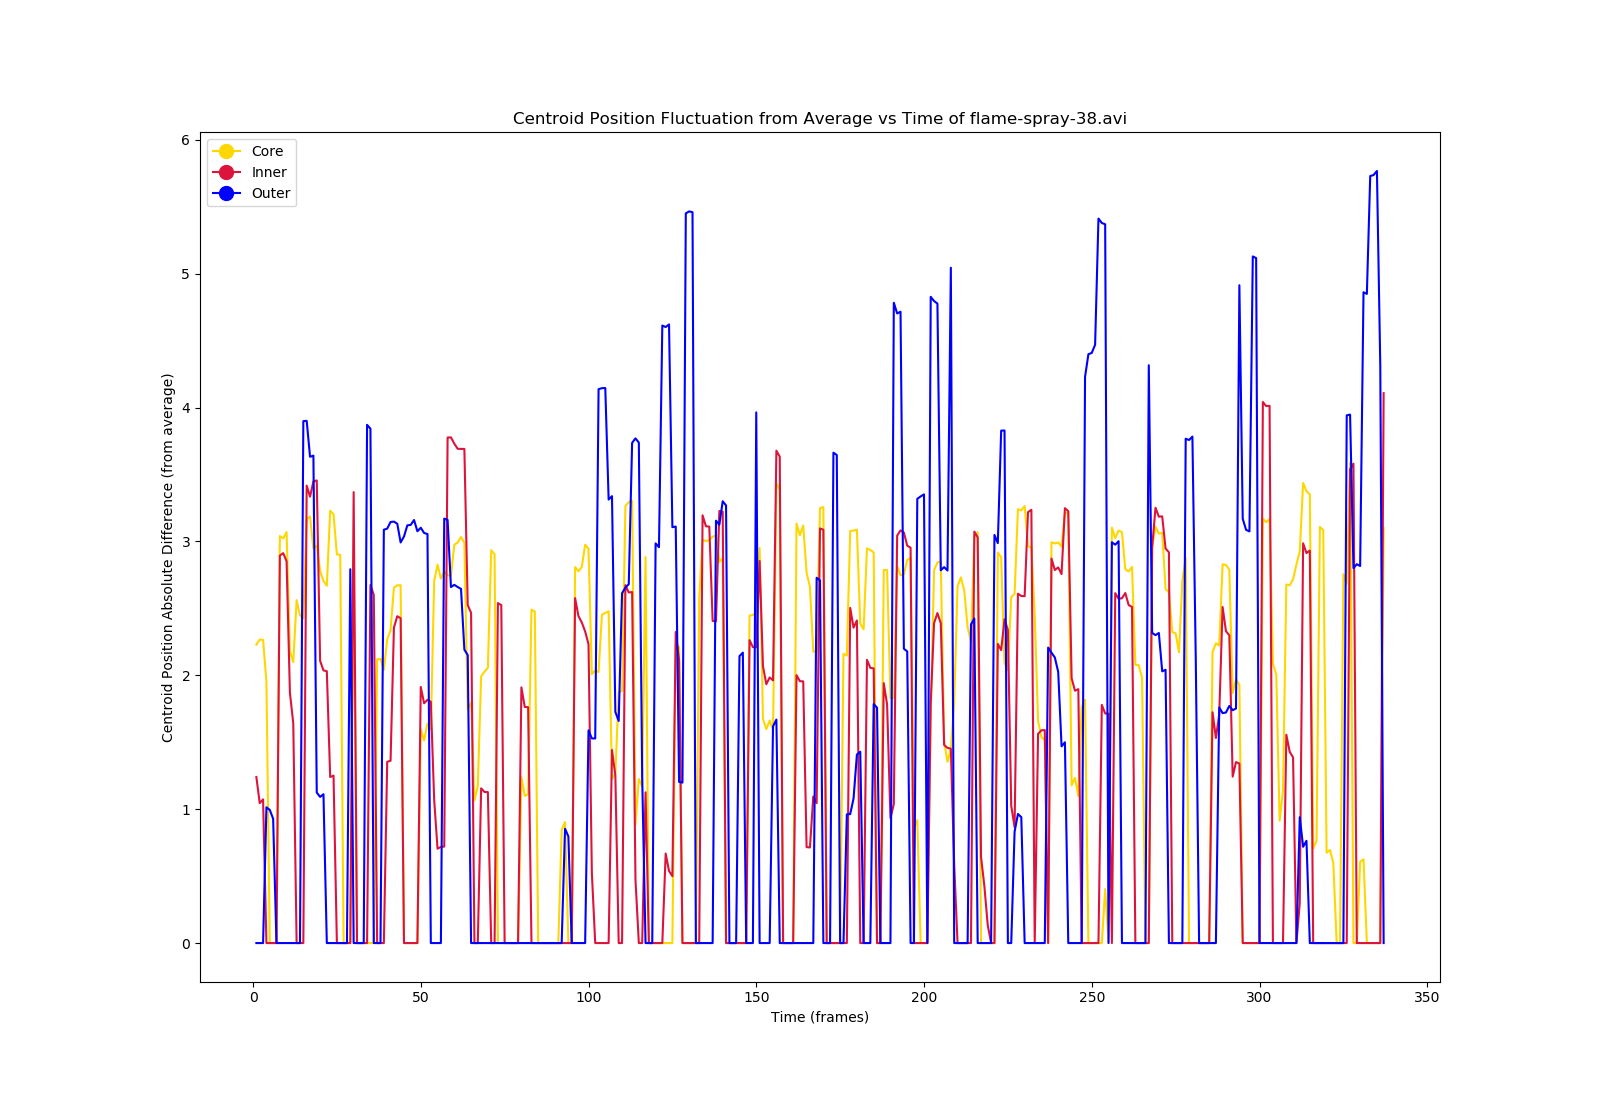 Centroid Position Fluctuation from Average vs Time of flame-spray-38.avi
Core
Inner
Outer
Centroid Position Absolute Difference (from average)
6
5
4
3
2
1
0
0 50 100 150 200 250 300 350
Time (frames)